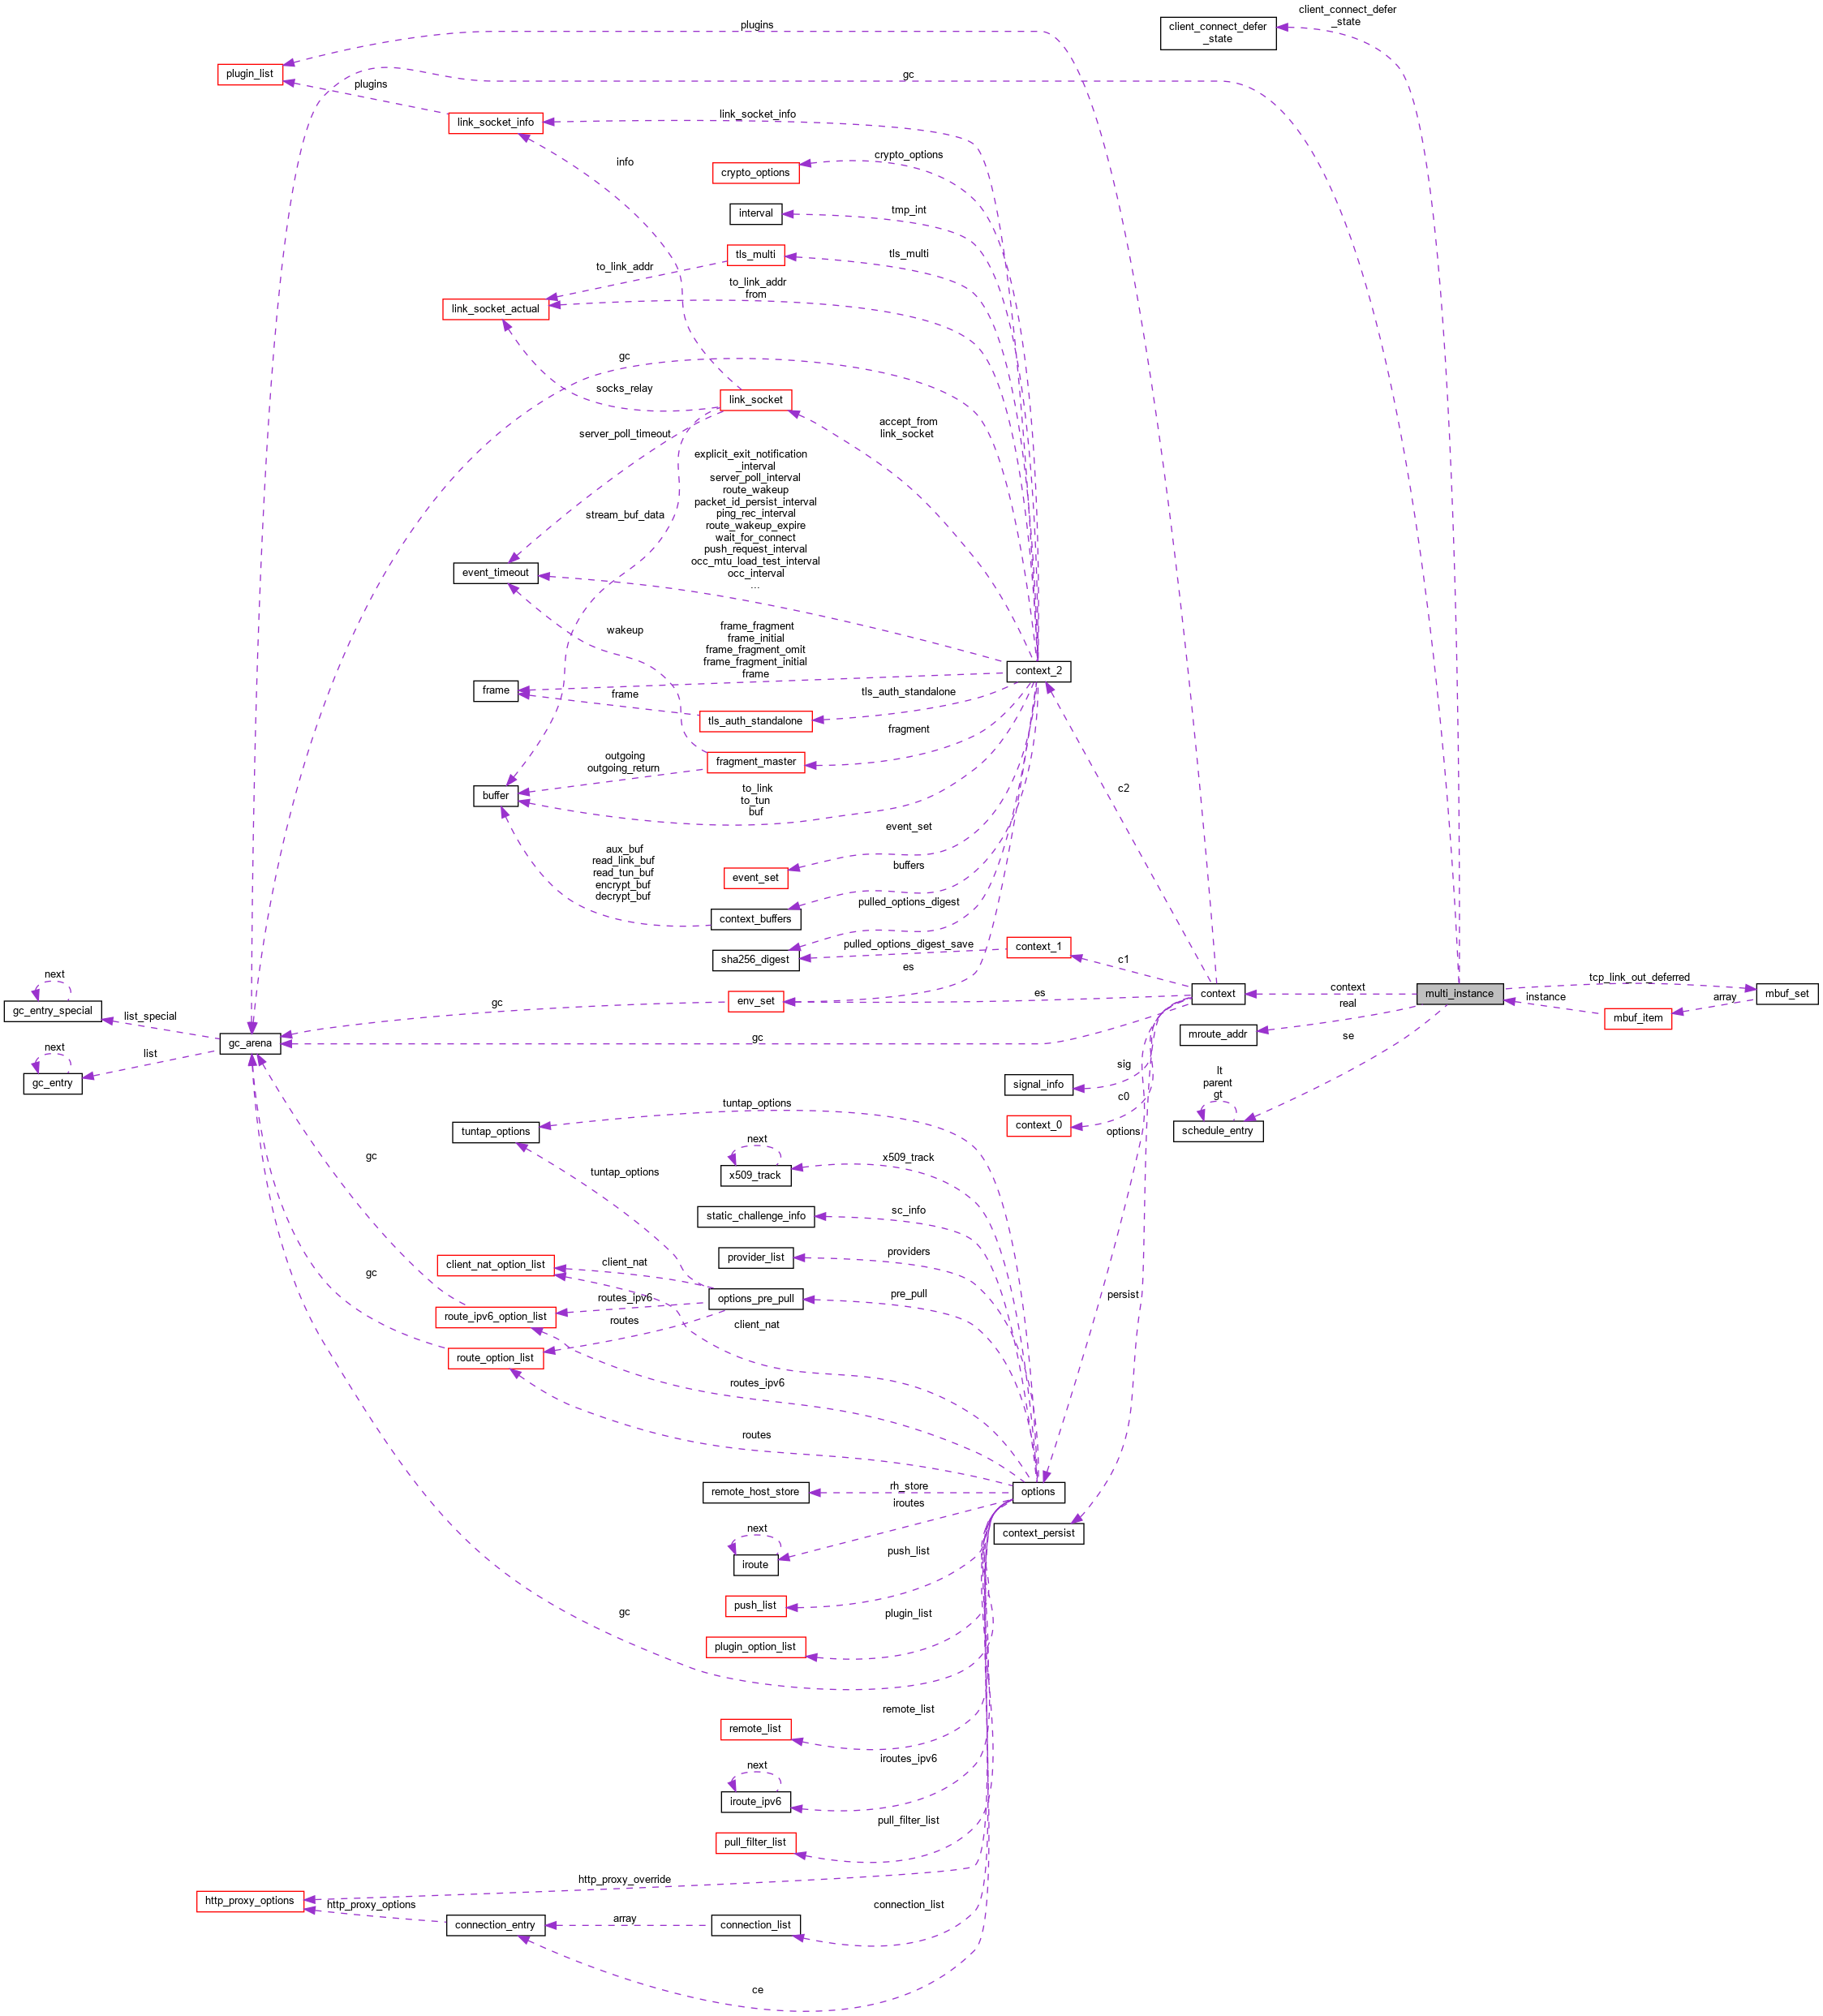 client_connect_defer
_state
plugins
client_connect_defer
_state
plugin_list
gc
plugins
link_socket_info
link_socket_info
info
crypto_options
crypto_options
tmp_int
interval
tls_multi
tls_multi
to_link_addr
to_link_addr
from
link_socket_actual
gc
socks_relay
link_socket
accept_from
link_socket
server_poll_timeout
explicit_exit_notification
_interval
server_poll_interval
route_wakeup
packet_id_persist_interval
ping_rec_interval
route_wakeup_expire
wait_for_connect
push_request_interval
occ_mtu_load_test_interval
occ_interval
...
stream_buf_data
event_timeout
wakeup
frame_fragment
frame_initial
frame_fragment_omit
frame_fragment_initial
frame
context_2
frame
frame
tls_auth_standalone
tls_auth_standalone
fragment
outgoing
outgoing_return
fragment_master
buffer
to_link
to_tun
buf
c2
event_set
aux_buf
read_link_buf
read_tun_buf
encrypt_buf
decrypt_buf
event_set
buffers
context_buffers
pulled_options_digest
sha256_digest
pulled_options_digest_save
context_1
c1
es
next
gc_entry_special
list_special
gc
env_set
es
context
context
multi_instance
tcp_link_out_deferred
mbuf_set
real
instance
array
mbuf_item
gc_arena
gc
mroute_addr
se
next
list
gc_entry
sig
signal_info
lt
parent
gt
c0
context_0
schedule_entry
options
tuntap_options
tuntap_options
next
x509_track
x509_track
gc
tuntap_options
static_challenge_info
sc_info
provider_list
providers
client_nat_option_list
client_nat
gc
routes_ipv6
options_pre_pull
pre_pull
persist
route_ipv6_option_list
routes
client_nat
route_option_list
routes_ipv6
routes
remote_host_store
rh_store
options
iroutes
next
iroute
context_persist
push_list
push_list
gc
plugin_list
plugin_option_list
remote_list
remote_list
iroutes_ipv6
next
iroute_ipv6
pull_filter_list
pull_filter_list
http_proxy_override
http_proxy_options
http_proxy_options
connection_entry
array
connection_list
connection_list
ce